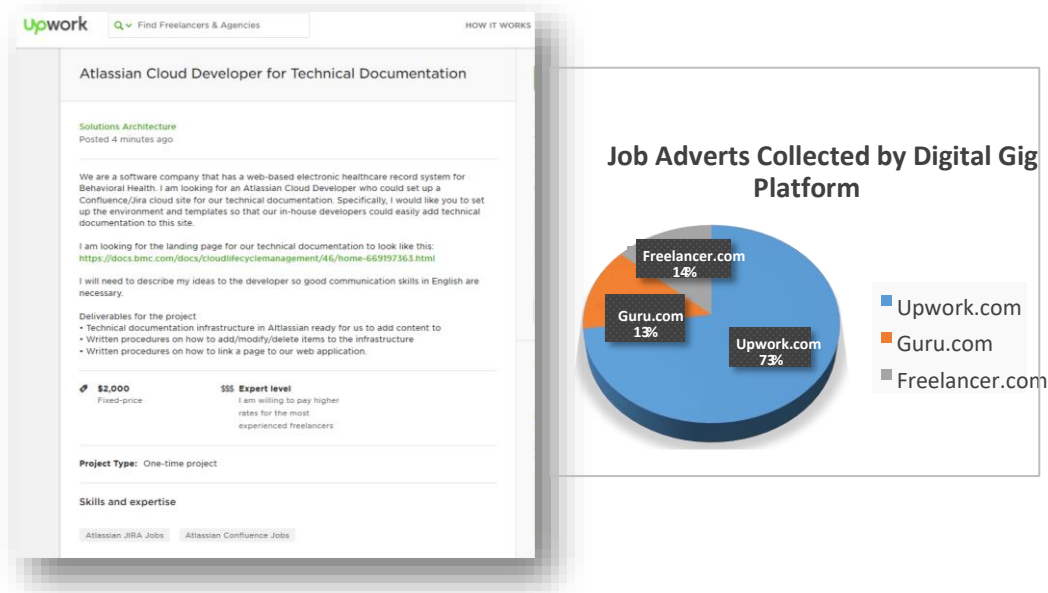 Upwork
Find Freelancers & Agencies
HOW IT WORKS
Atlassian Cloud Developer for Technical Documentation
Solutions Architecture
Posted 4 minutes ago
We are a software company that has a web-based electronic healthcare record system for
Behavioral Health. I am looking for an Atlassian Cloud Developer who could set up a
Confluence/Jira cloud site for our technical documentation. Specifically, I would like you to set
up the environment and templates so that our in-house developers could easily add technical
documentation to this site.
I am looking for the landing page for our technical documentation to look like this:
https://docs.bmc.com/docs/cloudlifecyclemanagement/46/home-669197363.html
I will need to describe my ideas to the developer so good communication skills in English are
necessary.
Deliverables for the project
• Technical documentation infrastructure in Altlassian ready for us to add content to
• Written procedures on how to add/modify/delete items to the infrastructure
• Written procedures on how to link a page to our web application.
$2,000
Fixed-price
$$$ Expert level
I am willing to pay higher
rates for the most
experienced freelancers
Project Type: One-time project
Skills and expertise
Atlassian JIRA Jobs
Atlassian Confluence Jobs
Job Adverts Collected by Digital Gig
Platform
Freelancer.com
14%
Guru.com
13%
Upwork.com
73%
Upwork.com
Guru.com
Freelancer.com